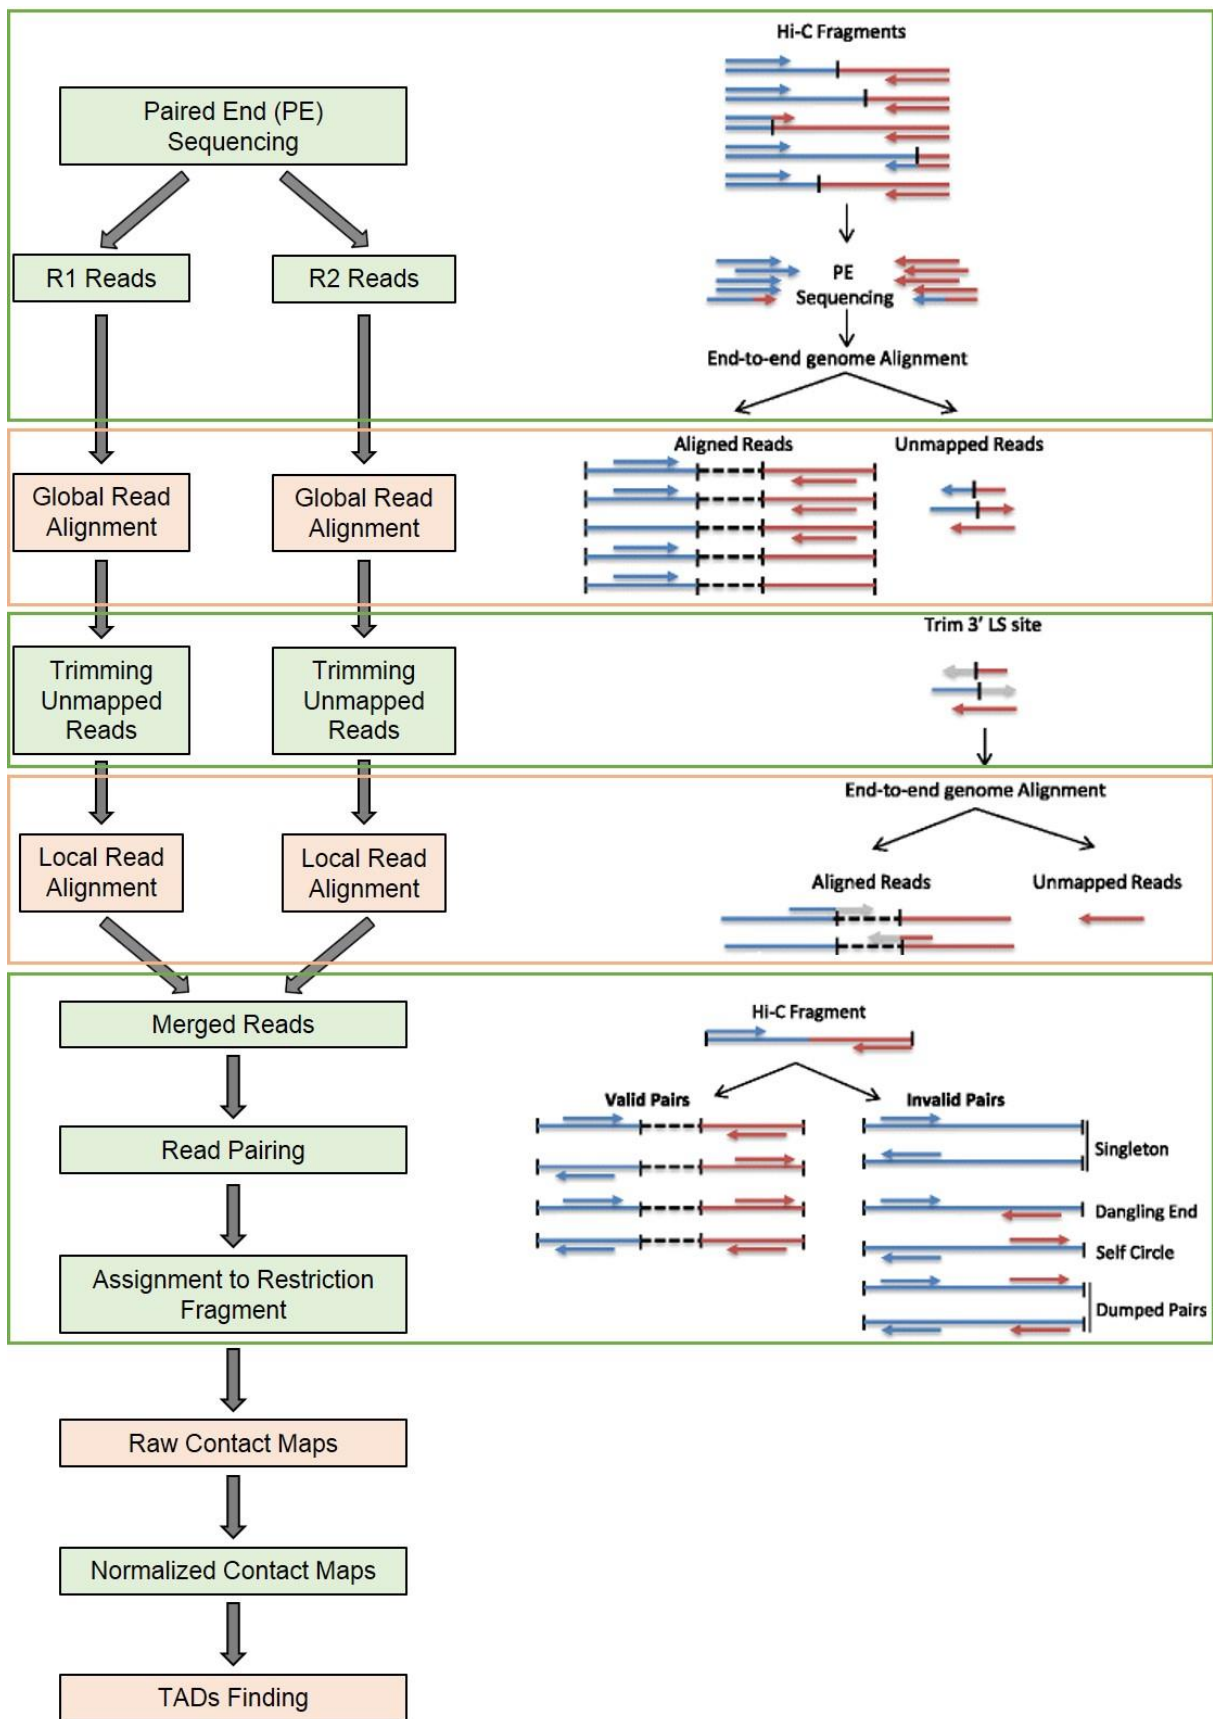 Hi-C Fragments
Paired End (PE)
Sequencing
R1 Reads
R2 Reads
PE
Sequencing
End-to-end genome Alignment
Aligned Reads
Unmapped Reads
Global Read
Alignment
Global Read
Alignment
Trim 3' LS site
Trimming
Unmapped
Reads
Trimming
Unmapped
Reads
End-to-end genome Alignment
Local Read
Alignment
Local Read
Alignment
Aligned Reads
Unmapped Reads
Merged Reads
Hi-C Fragment
Valid Pairs
Invalid Pairs
Read Pairing
Singleton
Dangling End
Self Circle
Dumped Pairs
Assignment to Restriction
Fragment
Raw Contact Maps
Normalized Contact Maps
TADs Finding